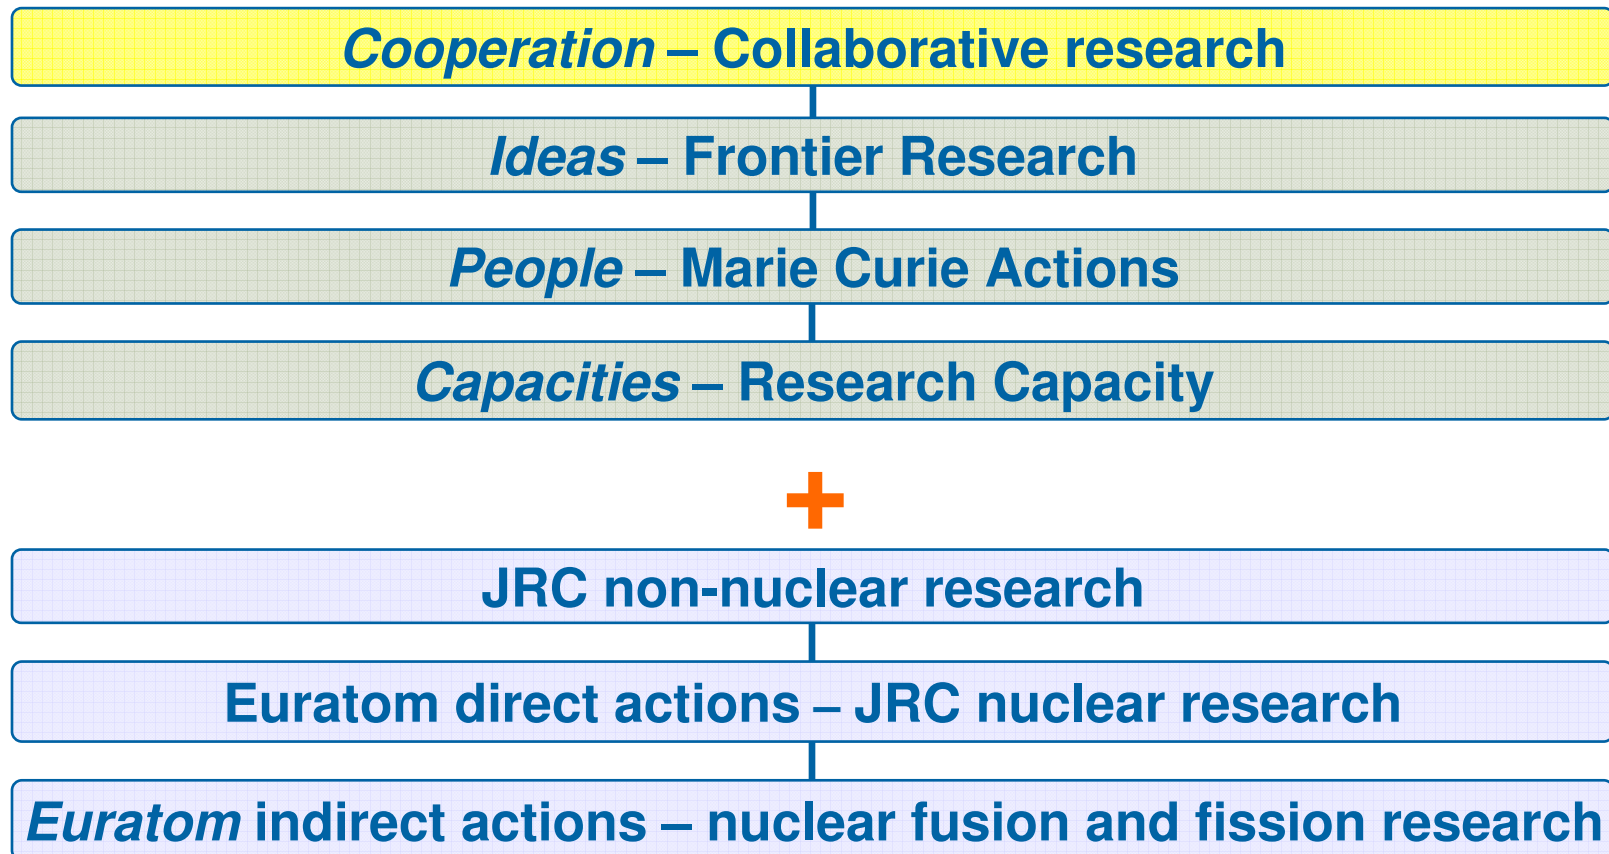 Cooperation – Collaborative research
Ideas – Frontier Research
People – Marie Curie Actions
Capacities – Research Capacity
+
JRC non-nuclear research
Euratom direct actions – JRC nuclear research
Euratom indirect actions – nuclear fusion and fission research